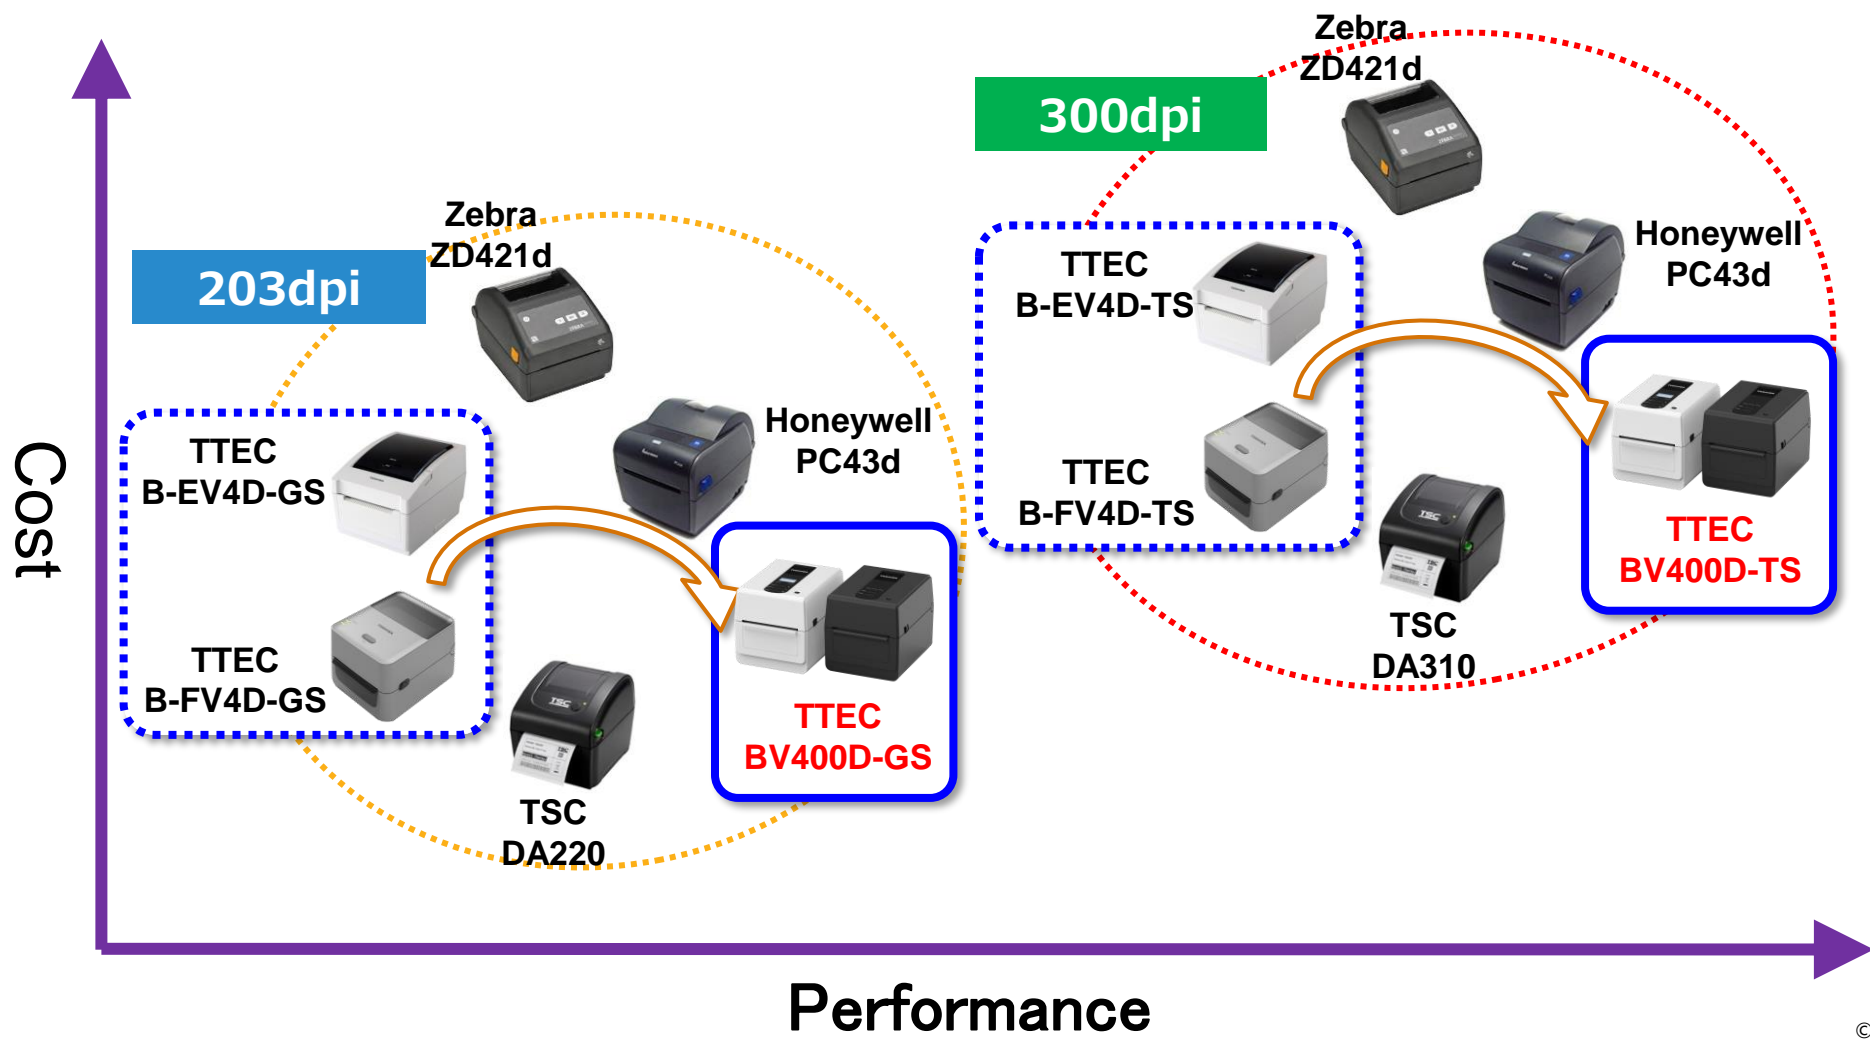 Zebra
ZD421d
300dpi
Honeywell
PC43d
TTEC
B-EV4D-TS
TTEC
B-FV4D-TS
TTEC
BV400D-TS
TSC
DA310
Zebra
ZD421d
203dpi
Honeywell
PC43d
TTEC
B-EV4D-GS
TTEC
B-FV4D-GS
TTEC
BV400D-GS
TSC
DA220
Cost
Performance
©